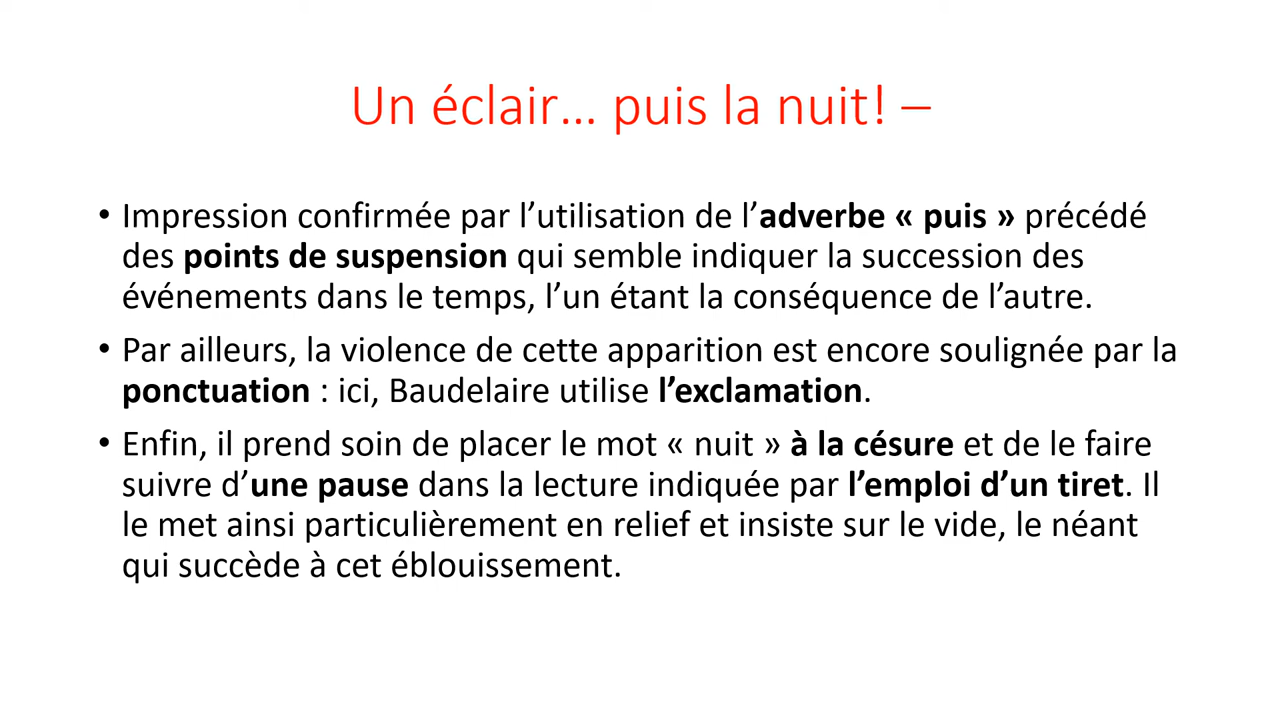 Un éclair… puis la nuit! –
• Impression confirmée par l’utilisation de l’adverbe « puis » précédé
des points de suspension qui semble indiquer la succession des
événements dans le temps, l’un étant la conséquence de l’autre.
• Par ailleurs, la violence de cette apparition est encore soulignée par la
ponctuation : ici, Baudelaire utilise l’exclamation.
• Enfin, il prend soin de placer le mot « nuit » à la césure et de le faire
suivre d’une pause dans la lecture indiquée par l’emploi d’un tiret. Il
le met ainsi particulièrement en relief et insiste sur le vide, le néant
qui succède à cet éblouissement.